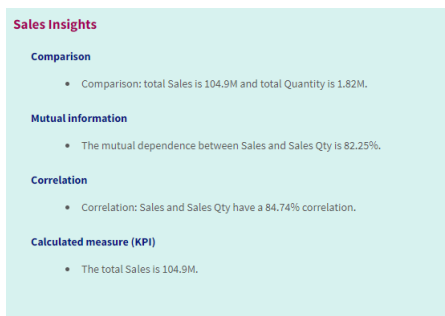 Sales Insights
Comparison
• Comparison: total Sales is 104.9M and total Quantity is 1.82M.
Mutual information
• The mutual dependence between Sales and Sales Qty is 82.25%.
Correlation
• Correlation: Sales and Sales Qty have a 84.74% correlation.
Calculated measure (KPI)
• The total Sales is 104.9M.